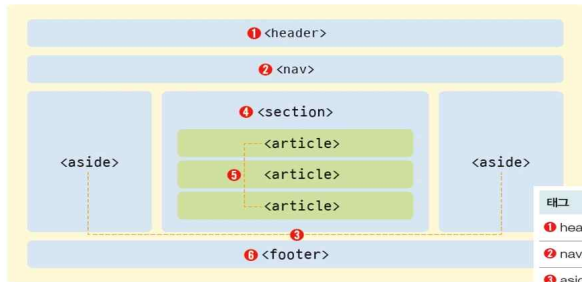 ❶ <header>
❷ <nav>
❹ <section>
<article>
<aside>
❺ <article>
<aside>
<article>
❸
❻ <footer>
태그
❶ hea
❷ nav
❸ asid